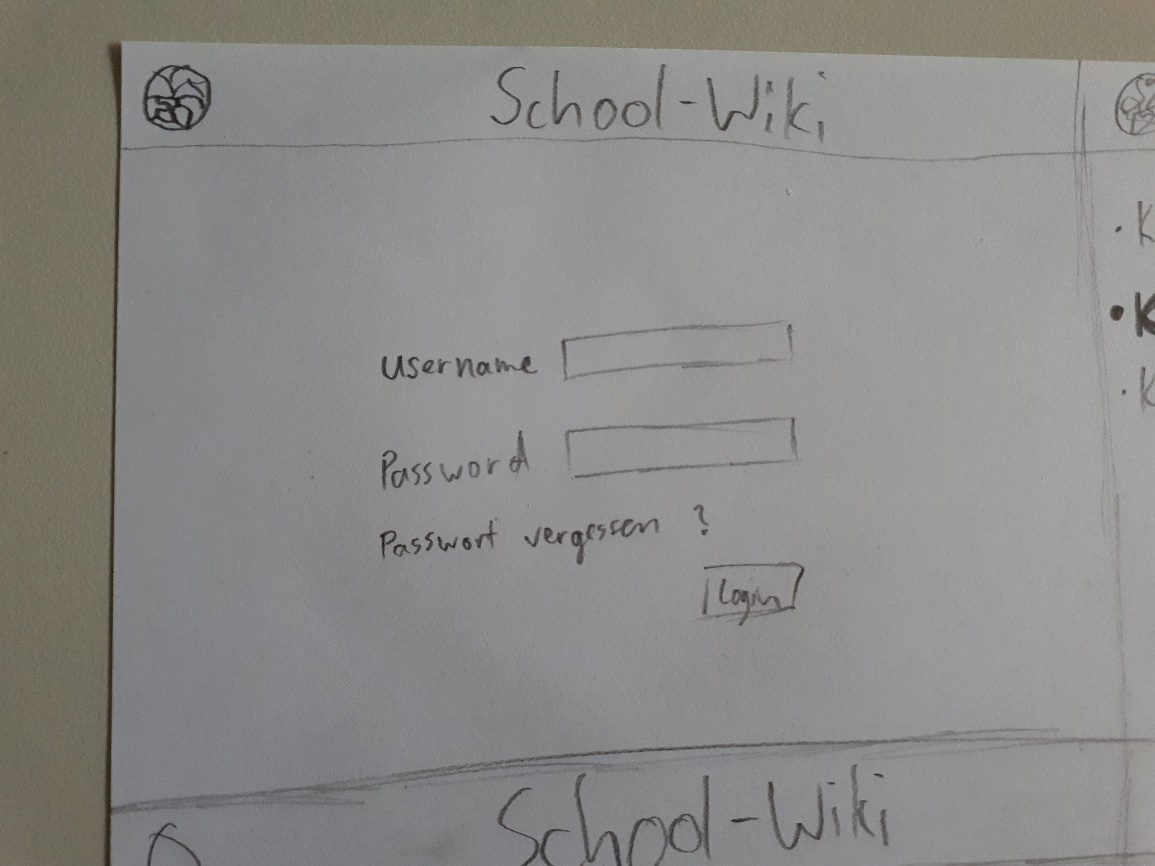 School-Wiki
username
Password
Passwort vergessen ?
Login
· K
• K
· K
School-Wiki